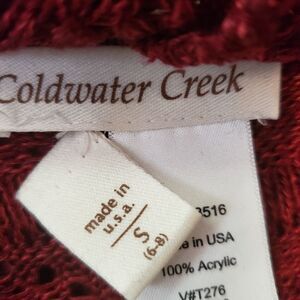 Coldwater Creek
made in
u.s.a.
S
(6-8)
3516
in USA
100% Acrylic
V#T276